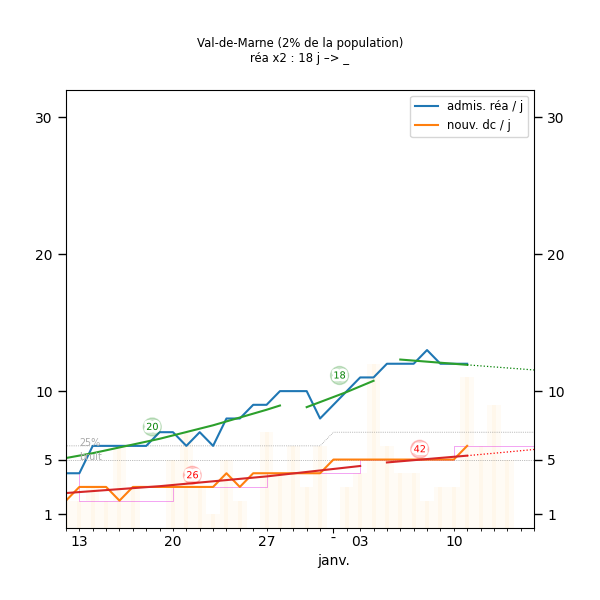 Val-de-Marne (2% de la population)
réa x2 : 18 j –> _
admis. réa / j
nouv. dc / j
30 30
20 20
10 10
5 5
1 1
18
20
42
26
25%
13 20 27 - 03 10
janv.